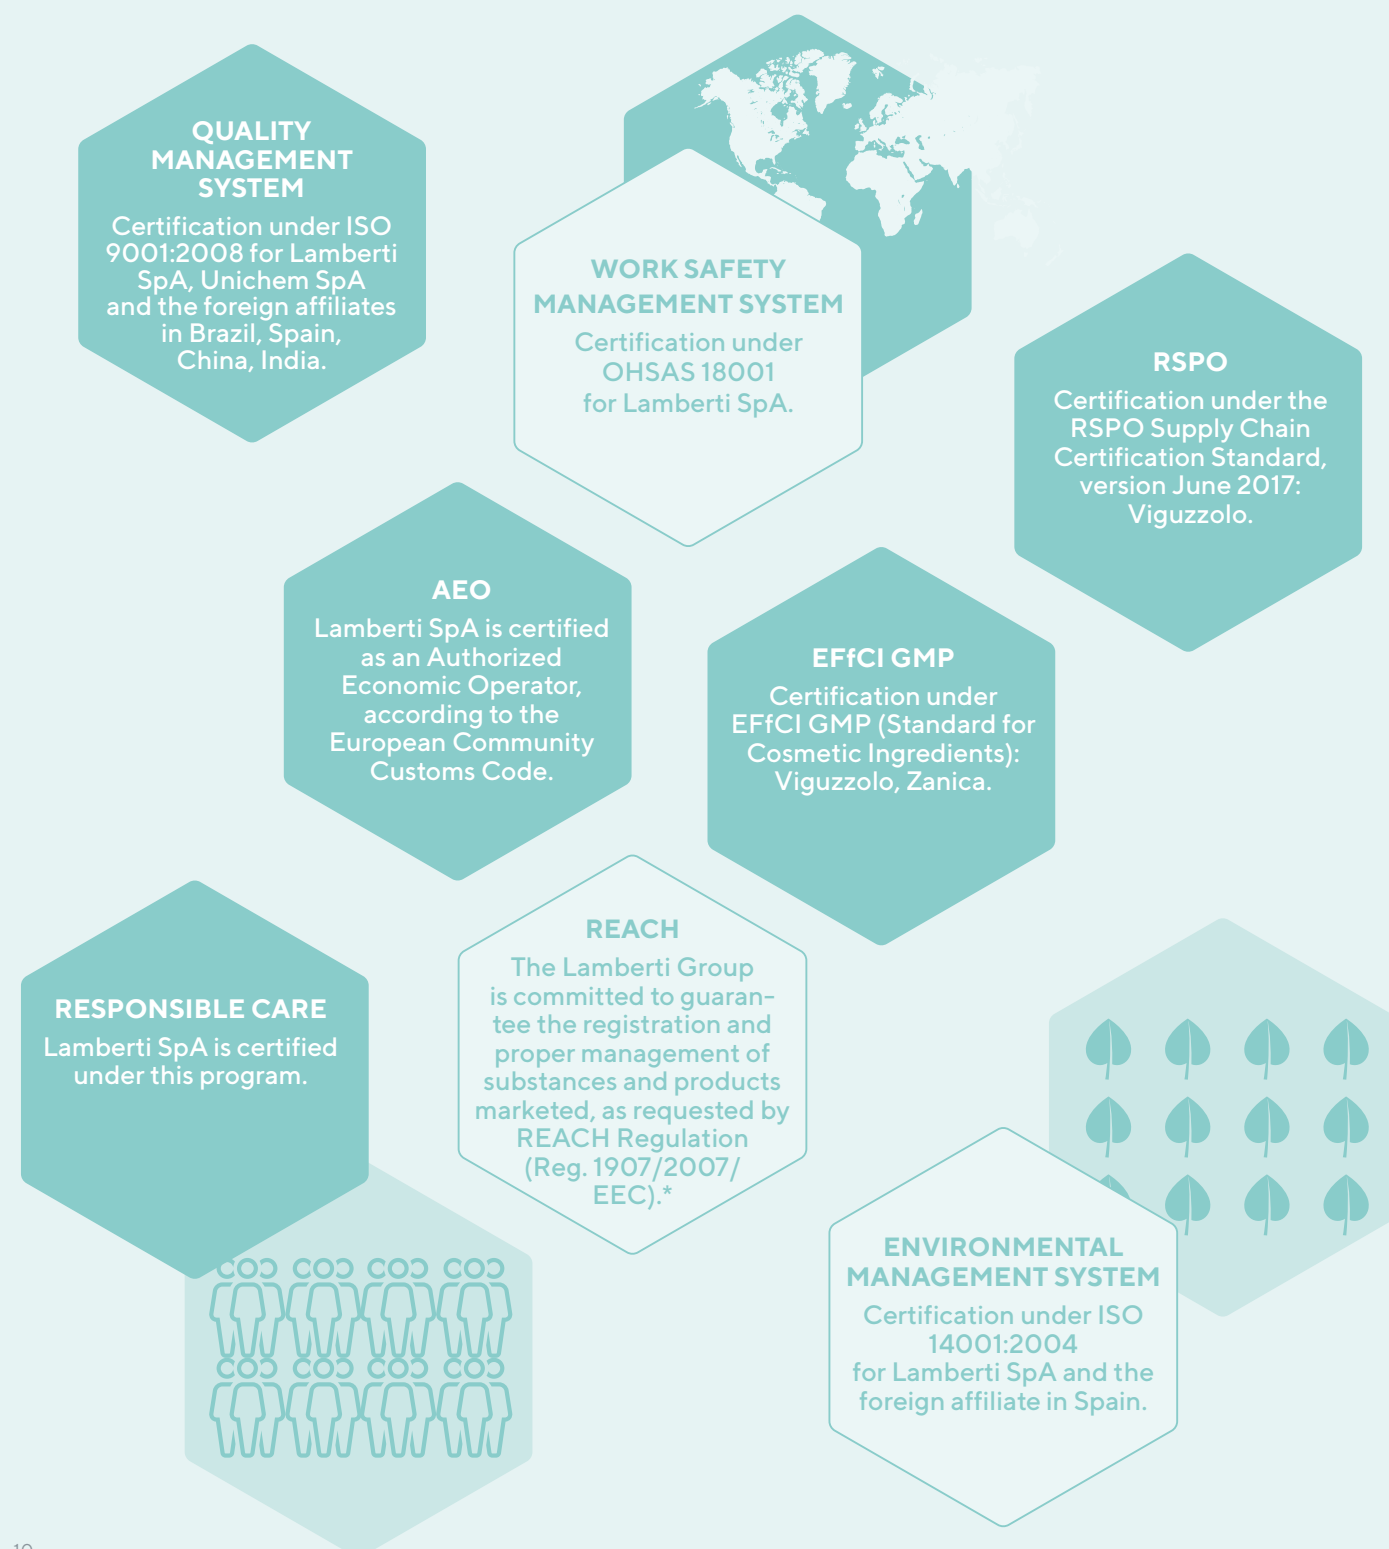 QUALITY
MANAGEMENT
SYSTEM
Certification under ISO
9001:2008 for Lamberti
SpA, Unichem SpA
and the foreign affiliates
in Brazil, Spain,
China, India.
WORK SAFETY
MANAGEMENT SYSTEM
Certification under
OHSAS 18001
for Lamberti SpA.
RSPO
Certification under the
RSPO Supply Chain
Certification Standard,
version June 2017:
Viguzzolo.
AEO
Lamberti SpA is certified
as an Authorized
Economic Operator,
according to the
European Community
Customs Code.
EFfCI GMP
Certification under
EFfCI GMP (Standard for
Cosmetic Ingredients):
Viguzzolo, Zanica.
RESPONSIBLE CARE
Lamberti SpA is certified
under this program.
REACH
The Lamberti Group
is committed to guaran-
tee the registration and
proper management of
substances and products
marketed, as requested by
REACH Regulation
(Reg. 1907/2007/
EEC).*
ENVIRONMENTAL
MANAGEMENT SYSTEM
Certification under ISO
14001:2004
for Lamberti SpA and the
foreign affiliate in Spain.